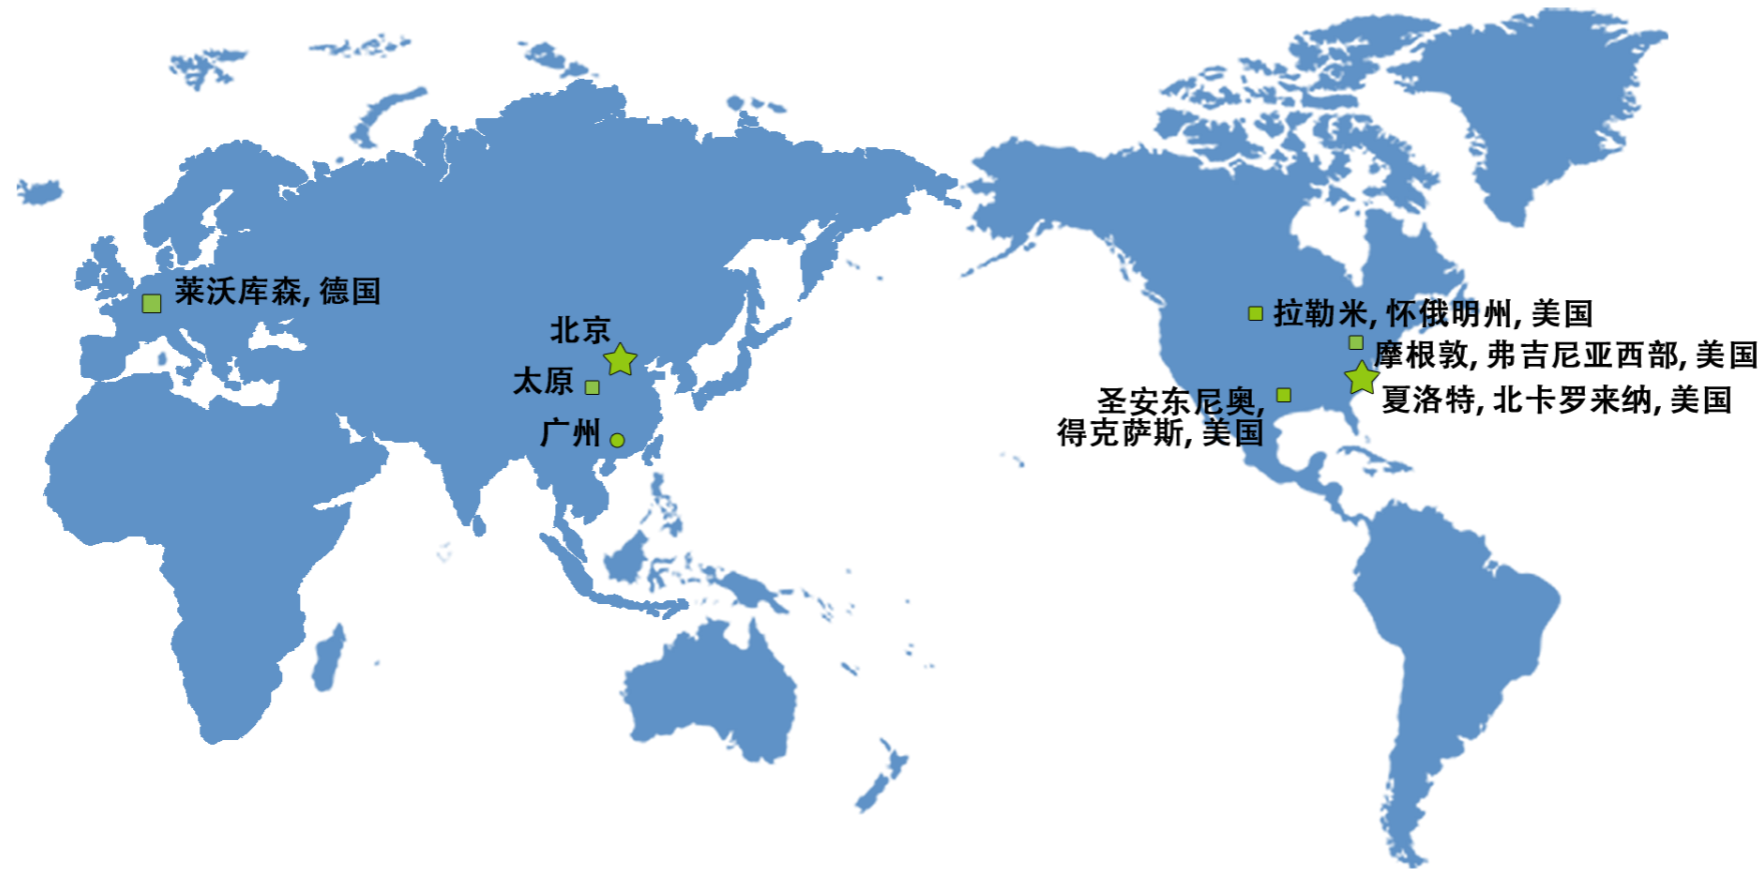 莱沃库森, 德国
北京
太原
广州
拉勒米, 怀俄明州, 美国
摩根敦, 弗吉尼亚西部, 美国
夏洛特, 北卡罗来纳, 美国
圣安东尼奥,
得克萨斯, 美国